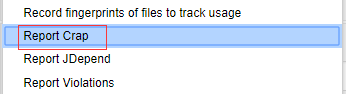 Record fingerprints of files to track usage
Report Crap
Report JDepend
Report Violations